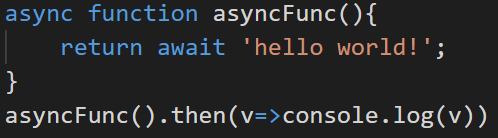 async function asyncFunc(){
    return await 'hello world!';
}
asyncFunc().then(v=>console.log(v))